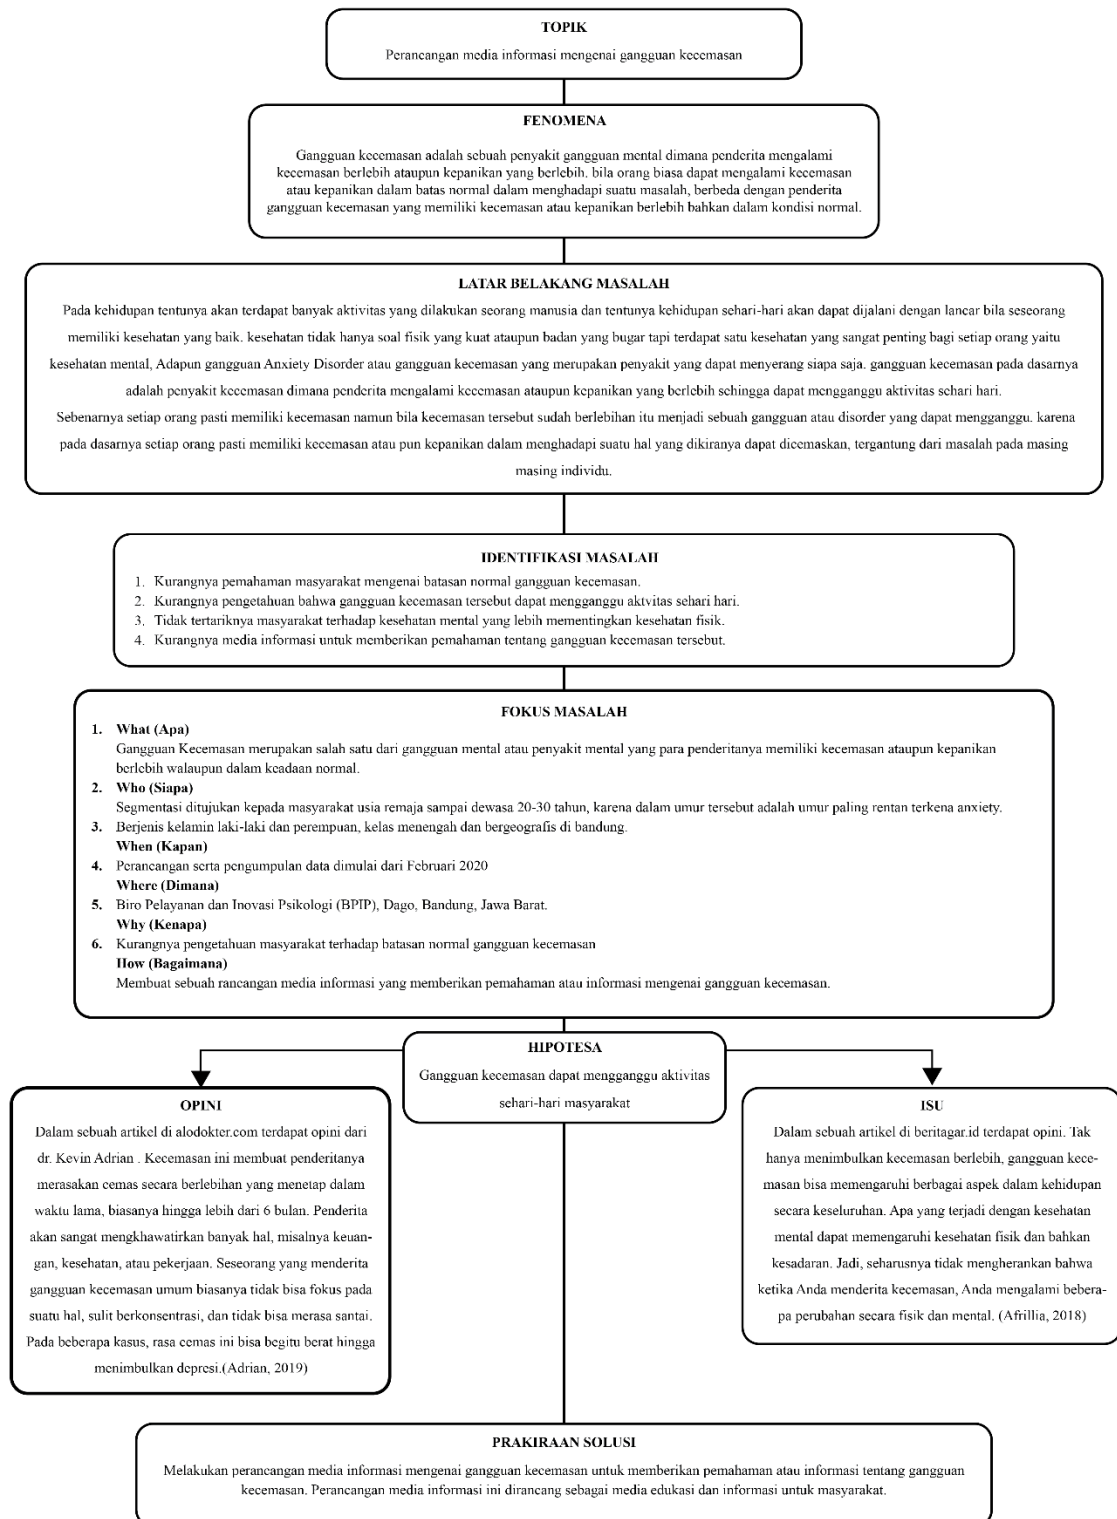 TOPIK
Perancangan media informasi mengenai gangguan kecemasan
FENOMENA
Gangguan kecemasan adalah sebuah penyakit gangguan mental dimana penderita mengalami
kecemasan berlebih ataupun kepanikan yang berlebih. bila orang biasa dapat mengalami kecemasan
atau kepanikan dalam batas normal dalam menghadapi suatu masalah, berbeda dengan penderita
gangguan kecemasan yang memiliki kecemasan atau kepanikan berlebih bahkan dalam kondisi normal.
LATAR BELAKANG MASALAH
Pada kehidupan tentunya akan terdapat banyak aktivitas yang dilakukan seorang manusia dan tentunya kehidupan sehari-hari akan dapat dijalani dengan lancar bila seseorang
memiliki kesehatan yang baik. kesehatan tidak hanya soal fisik yang kuat ataupun badan yang bugar tapi terdapat satu kesehatan yang sangat penting bagi setiap orang yaitu
kesehatan mental, Adapun gangguan Anxiety Disorder atau gangguan kecemasan yang merupakan penyakit yang dapat menyerang siapa saja. gangguan kecemasan pada dasarnya
adalah penyakit kecemasan dimana penderita mengalami kecemasan ataupun kepanikan yang berlebih sehingga dapat mengganggu aktivitas sehari hari.
Sebenarnya setiap orang pasti memiliki kecemasan namun bila kecemasan tersebut sudah berlebihan itu menjadi sebuah gangguan atau disorder yang dapat mengganggu. karena
pada dasarnya setiap orang pasti memiliki kecemasan atau pun kepanikan dalam menghadapi suatu hal yang dikiranya dapat dicemaskan, tergantung dari masalah pada masing
masing individu.
IDENTIFIKASI MASALAH
1. Kurangnya pemahaman masyarakat mengenai batasan normal gangguan kecemasan.
2. Kurangnya pengetahuan bahwa gangguan kecemasan tersebut dapat mengganggu aktvitas sehari hari.
3. Tidak tertariknya masyarakat terhadap kesehatan mental yang lebih mementingkan kesehatan fisik.
4. Kurangnya media informasi untuk memberikan pemahaman tentang gangguan kecemasan tersebut.
FOKUS MASALAH
1. What (Apa)
Gangguan Kecemasan merupakan salah satu dari gangguan mental atau penyakit mental yang para penderitanya memiliki kecemasan ataupun kepanikan
berlebih walaupun dalam keadaan normal.
2. Who (Siapa)
Segmentasi ditujukan kepada masyarakat usia remaja sampai dewasa 20-30 tahun, karena dalam umur tersebut adalah umur paling rentan terkena anxiety.
3. Berjenis kelamin laki-laki dan perempuan, kelas menengah dan bergeografis di bandung.
When (Kapan)
4. Perancangan serta pengumpulan data dimulai dari Februari 2020
Where (Dimana)
5. Biro Pelayanan dan Inovasi Psikologi (BPIP), Dago, Bandung, Jawa Barat.
Why (Kenapa)
6. Kurangnya pengetahuan masyarakat terhadap batasan normal gangguan kecemasan
How (Bagaimana)
Membuat sebuah rancangan media informasi yang memberikan pemahaman atau informasi mengenai gangguan kecemasan.
HIPOTESA
Gangguan kecemasan dapat mengganggu aktivitas
sehari-hari masyarakat
OPINI
Dalam sebuah artikel di alodokter.com terdapat opini dari
dr. Kevin Adrian . Kecemasan ini membuat penderitanya
merasakan cemas secara berlebihan yang menetap dalam
waktu lama, biasanya hingga lebih dari 6 bulan. Penderita
akan sangat mengkhawatirkan banyak hal, misalnya keuan-
gan, kesehatan, atau pekerjaan. Seseorang yang menderita
gangguan kecemasan umum biasanya tidak bisa fokus pada
suatu hal, sulit berkonsentrasi, dan tidak bisa merasa santai.
Pada beberapa kasus, rasa cemas ini bisa begitu berat hingga
menimbulkan depresi.(Adrian, 2019)
ISU
Dalam sebuah artikel di beritagar.id terdapat opini. Tak
hanya menimbulkan kecemasan berlebih, gangguan kece-
masan bisa memengaruhi berbagai aspek dalam kehidupan
secara keseluruhan. Apa yang terjadi dengan kesehatan
mental dapat memengaruhi kesehatan fisik dan bahkan
kesadaran. Jadi, seharusnya tidak mengherankan bahwa
ketika Anda menderita kecemasan, Anda mengalami bebera-
pa perubahan secara fisik dan mental. (Afrillia, 2018)
PRAKIRAAN SOLUSI
Melakukan perancangan media informasi mengenai gangguan kecemasan untuk memberikan pemahaman atau informasi tentang gangguan
kecemasan. Perancangan media informasi ini dirancang sebagai media edukasi dan informasi untuk masyarakat.